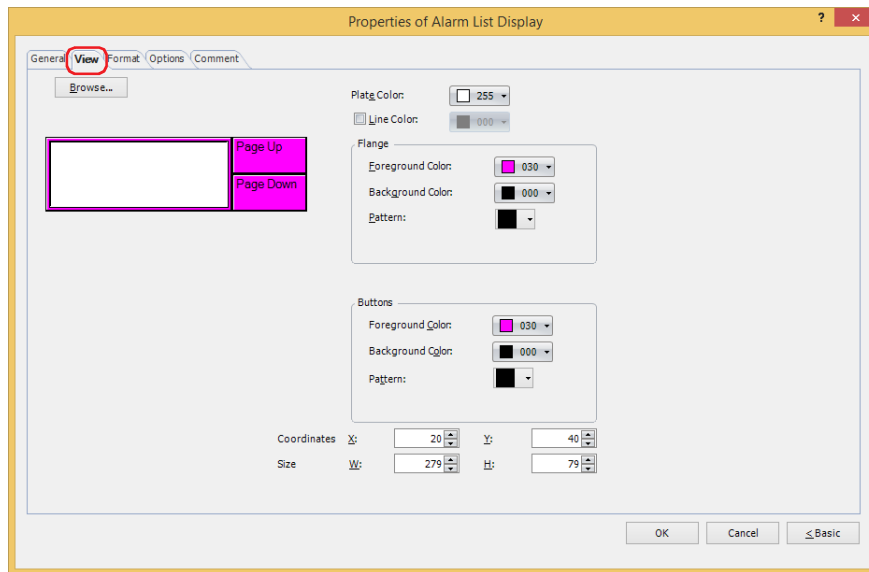 Properties of Alarm List Display
? ×
General View Format Options Comment
Browse...
Plate Color: 255
Line Color: 000
Page Up
Page Down
Flange
Foreground Color: 030
Background Color: 000
Pattern:
Buttons
Foreground Color: 030
Background Color: 000
Pattern:
Coordinates X: 20 Y: 40
Size W: 279 H: 79
OK Cancel < Basic